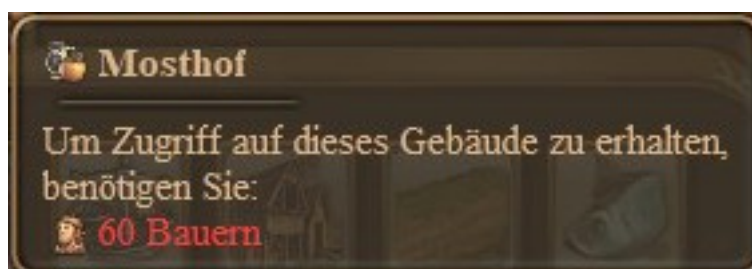 Mosthof
Um Zugriff auf dieses Gebäude zu erhalten,
benötigen Sie:
60 Bauern